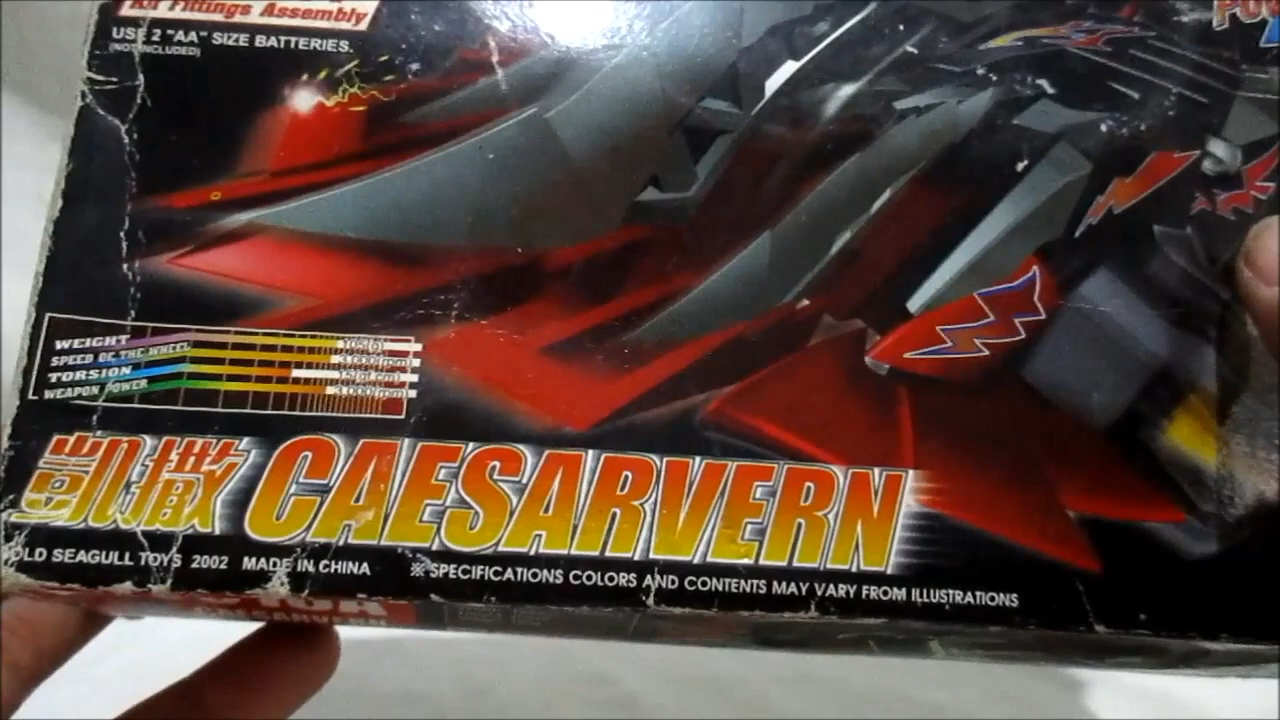 Kit Fittings Assembly
USE 2 "AA" SIZE BATTERIES.
(NOT INCLUDED)
WEIGHT
SPEED OF THE WHEEL
TORSION
WEAPON POWER
凱撒 CAESARVERN
OLD SEAGULL TOYS 2002 MADE IN CHINA ※SPECIFICATIONS COLORS AND CONTENTS MAY VARY FROM ILLUSTRATIONS